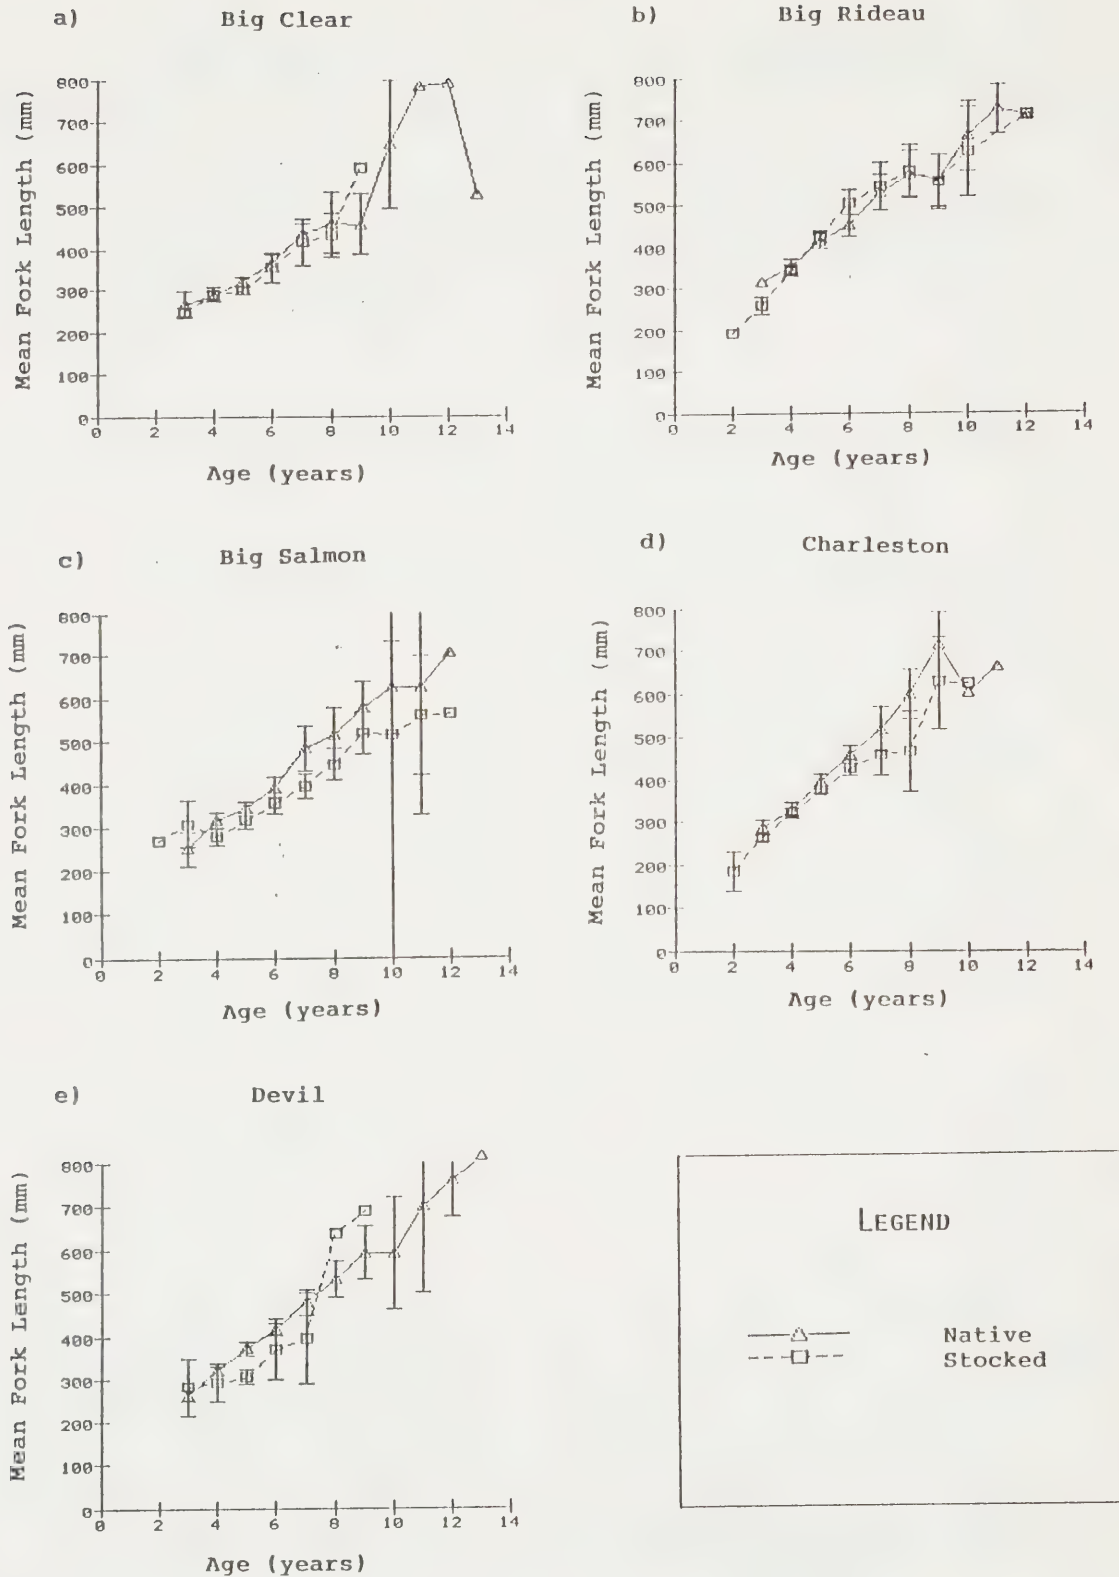 a) Big Clear
Mean Fork Length (mm)
800
700
600
500
400
300
200
100
0
0 2 4 6 8 10 12 14
Age (years)
b) Big Rideau
Mean Fork Length (mm)
800
700
600
500
400
300
200
100
0
0 2 4 6 8 10 12 14
Age (years)
c) Big Salmon
Mean Fork Length (mm)
800
700
600
500
400
300
200
100
0
0 2 4 6 8 10 12 14
Age (years)
d) Charleston
Mean Fork Length (mm)
800
700
600
500
400
300
200
100
0
0 2 4 6 8 10 12 14
Age (years)
e) Devil
Mean Fork Length (mm)
800
700
600
500
400
300
200
100
0
0 2 4 6 8 10 12 14
Age (years)
LEGEND
Native
Stocked